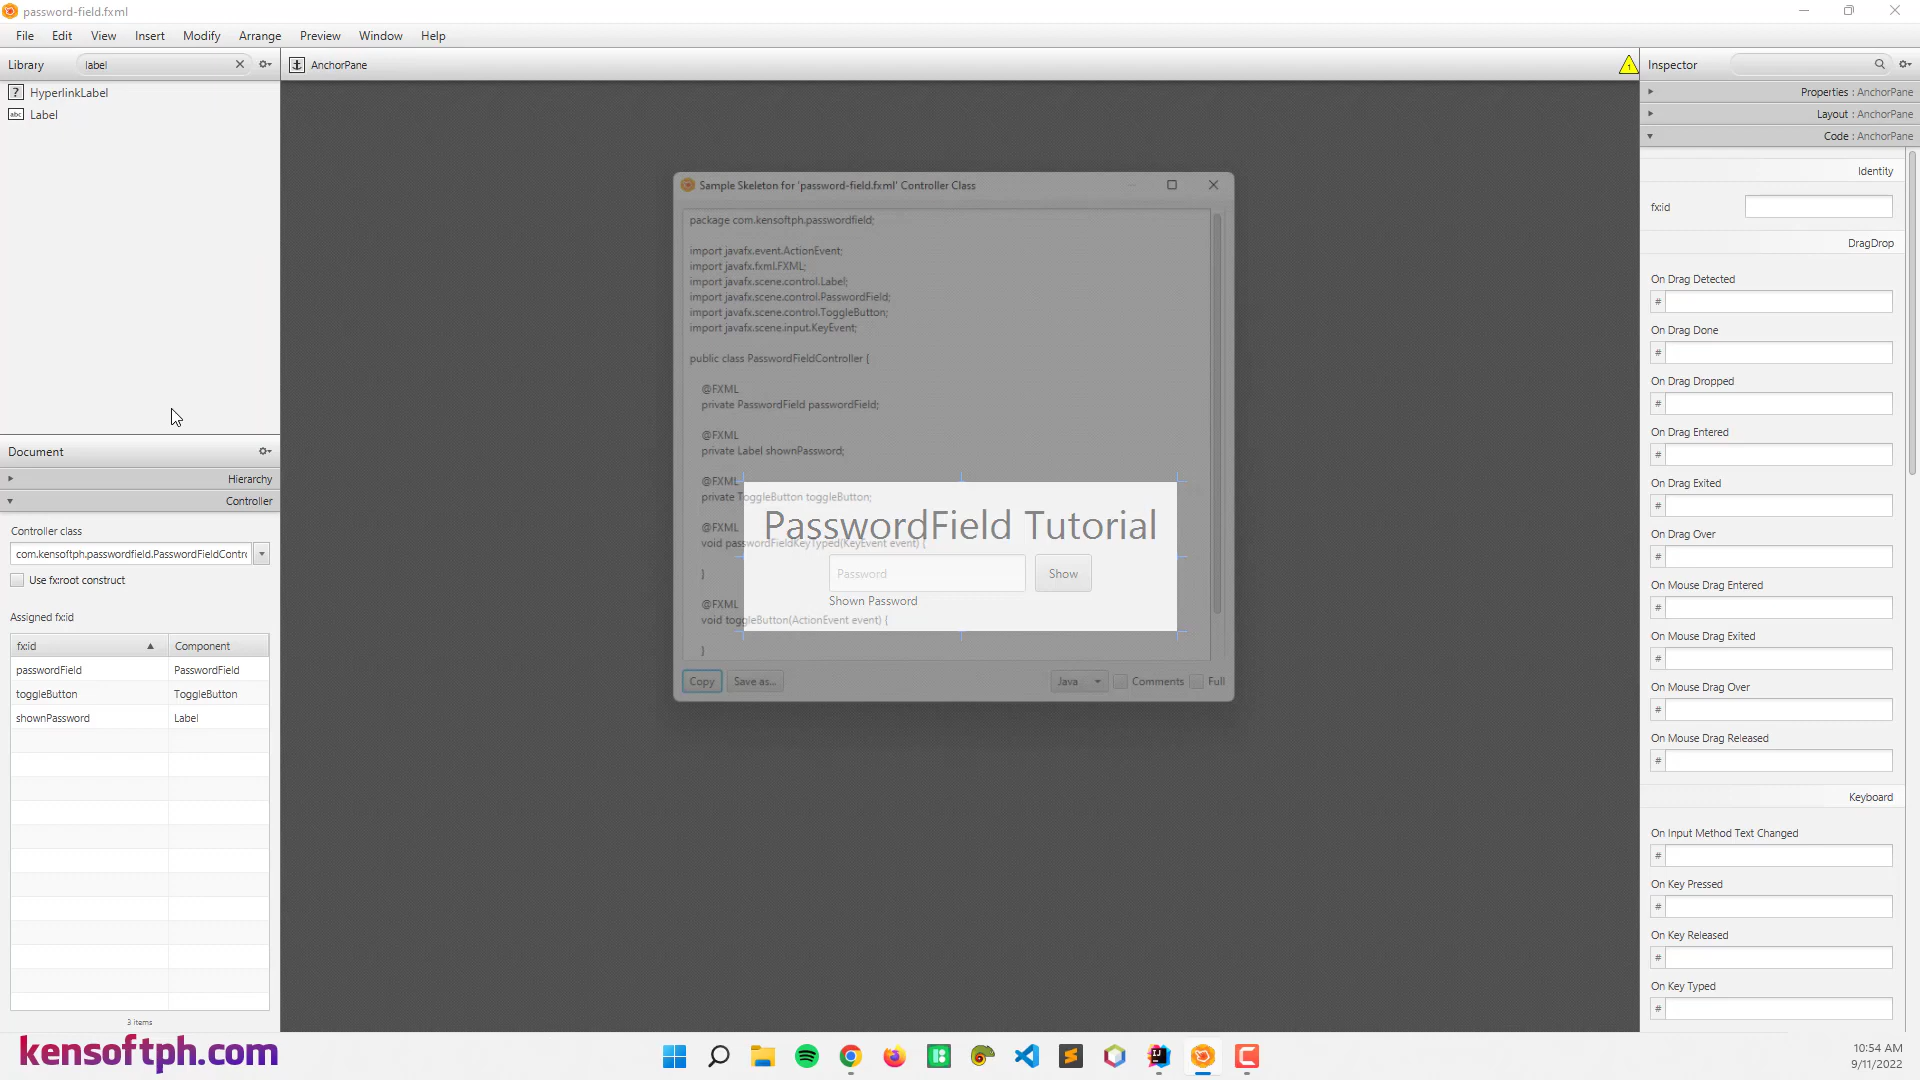 password-field.fxml
File Edit View Insert Modify Arrange Preview Window Help
Library label
HyperlinkLabel
abc Label
AnchorPane
Sample Skeleton for 'password-field.fxml' Controller Class
package com.kensoftph.passwordfield;
import javafx.event.ActionEvent;
import javafx.fxml.FXML;
import javafx.scene.control.Label;
import javafx.scene.control.PasswordField;
import javafx.scene.control.ToggleButton;
import javafx.scene.input.KeyEvent;
public class PasswordFieldController {
@FXML
private PasswordField passwordField;
@FXML
private Label shownPassword;
@FXML
private ToggleButton toggleButton;
@FXML
void passwordFieldKeyTyped(KeyEvent event) {
}
@FXML
void toggleButton(ActionEvent event) {
}
PasswordField Tutorial
Password Show
Shown Password
Copy Save as... Java Comments Full
Document
Hierarchy
Controller
Controller class
com.kensoftph.passwordfield.PasswordFieldContro
Use fx:root construct
Assigned fx:id
fx:id Component
passwordField PasswordField
toggleButton ToggleButton
shownPassword Label
3 items
Inspector
Properties : AnchorPane
Layout : AnchorPane
Code : AnchorPane
Identity
fx:id
DragDrop
On Drag Detected
#
On Drag Done
#
On Drag Dropped
#
On Drag Entered
#
On Drag Exited
#
On Drag Over
#
On Mouse Drag Entered
#
On Mouse Drag Exited
#
On Mouse Drag Over
#
On Mouse Drag Released
#
Keyboard
On Input Method Text Changed
#
On Key Pressed
#
On Key Released
#
On Key Typed
#
kensoftph.com
10:54 AM
9/11/2022